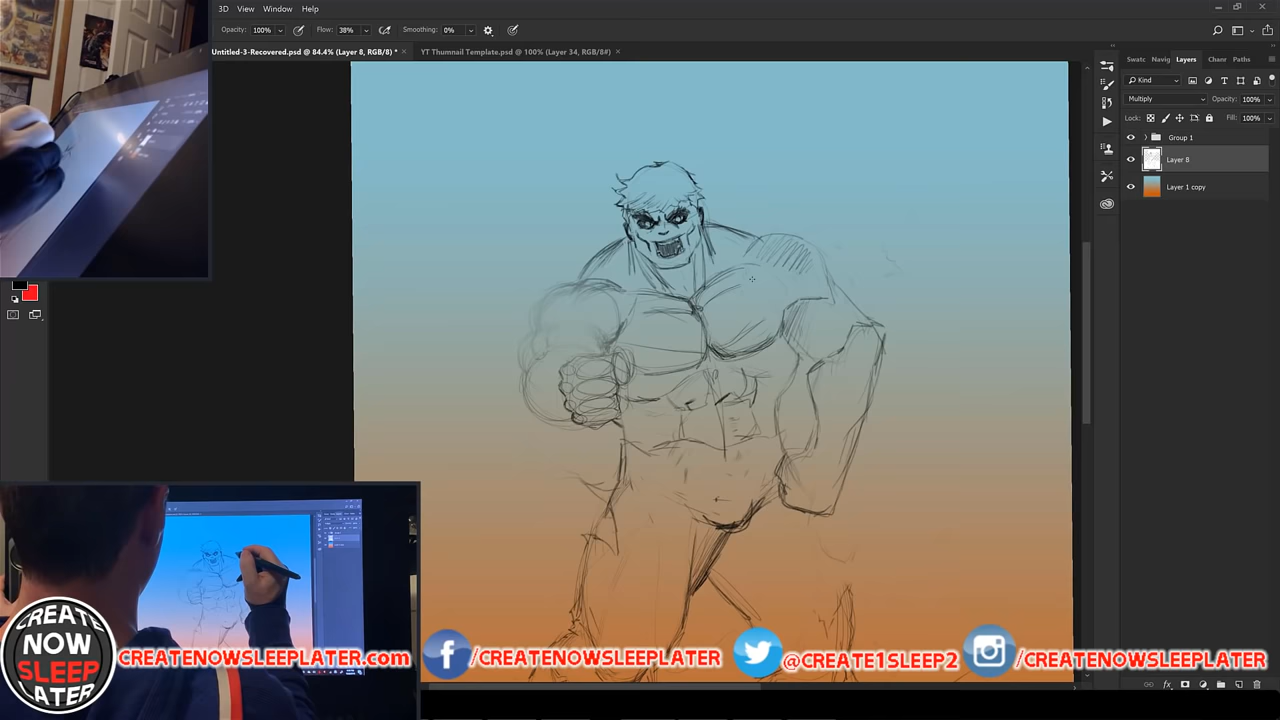 3D View Window Help
Opacity: 100% Flow: 38% Smoothing: 0%
Untitled-3-Recovered.psd @ 84.4% (Layer 8, RGB/8) * × YT Thumnail Template.psd @ 100% (Layer 34, RGB/8#) ×
Swatc Navig Layers Chanr Paths
Kind
Multiply Opacity: 100%
Lock: Fill: 100%
Group 1
Layer 8
Layer 1 copy
CREATE
NOW
SLEEP
LATER
CREATENOWSLEEPLATER.com
/CREATENOWSLEEPLATER
@CREATE1SLEEP2
/CREATENOWSLEEPLATER